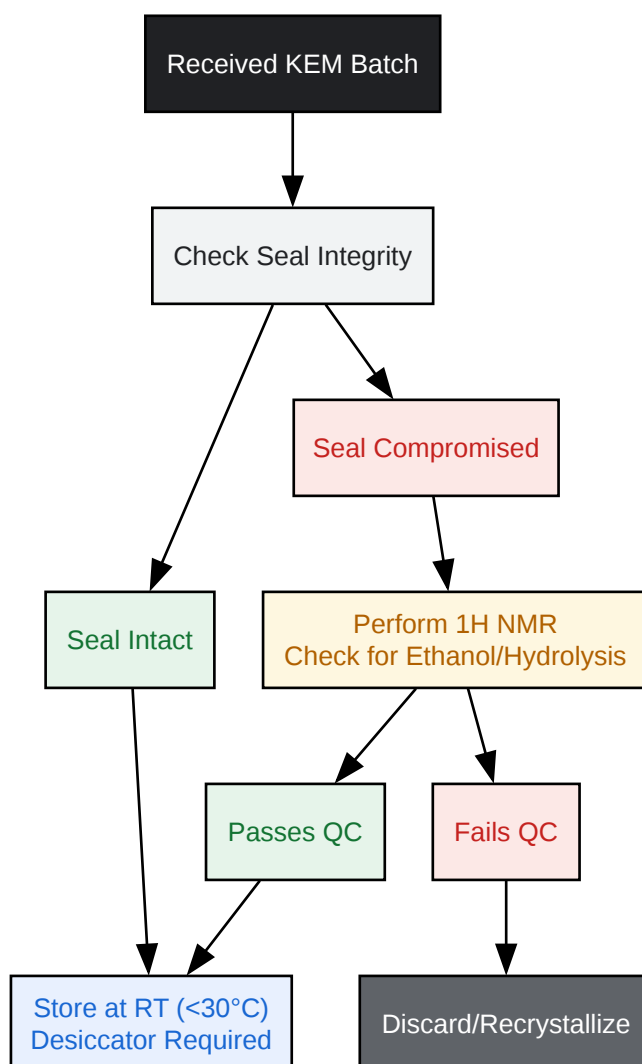 Received KEM Batch
Check Seal Integrity
Seal Compromised
Seal Intact
Perform 1H NMR
Check for Ethanol/Hydrolysis
Passes QC
Fails QC
Store at RT (<30°C)
Desiccator Required
Discard/Recrystallize